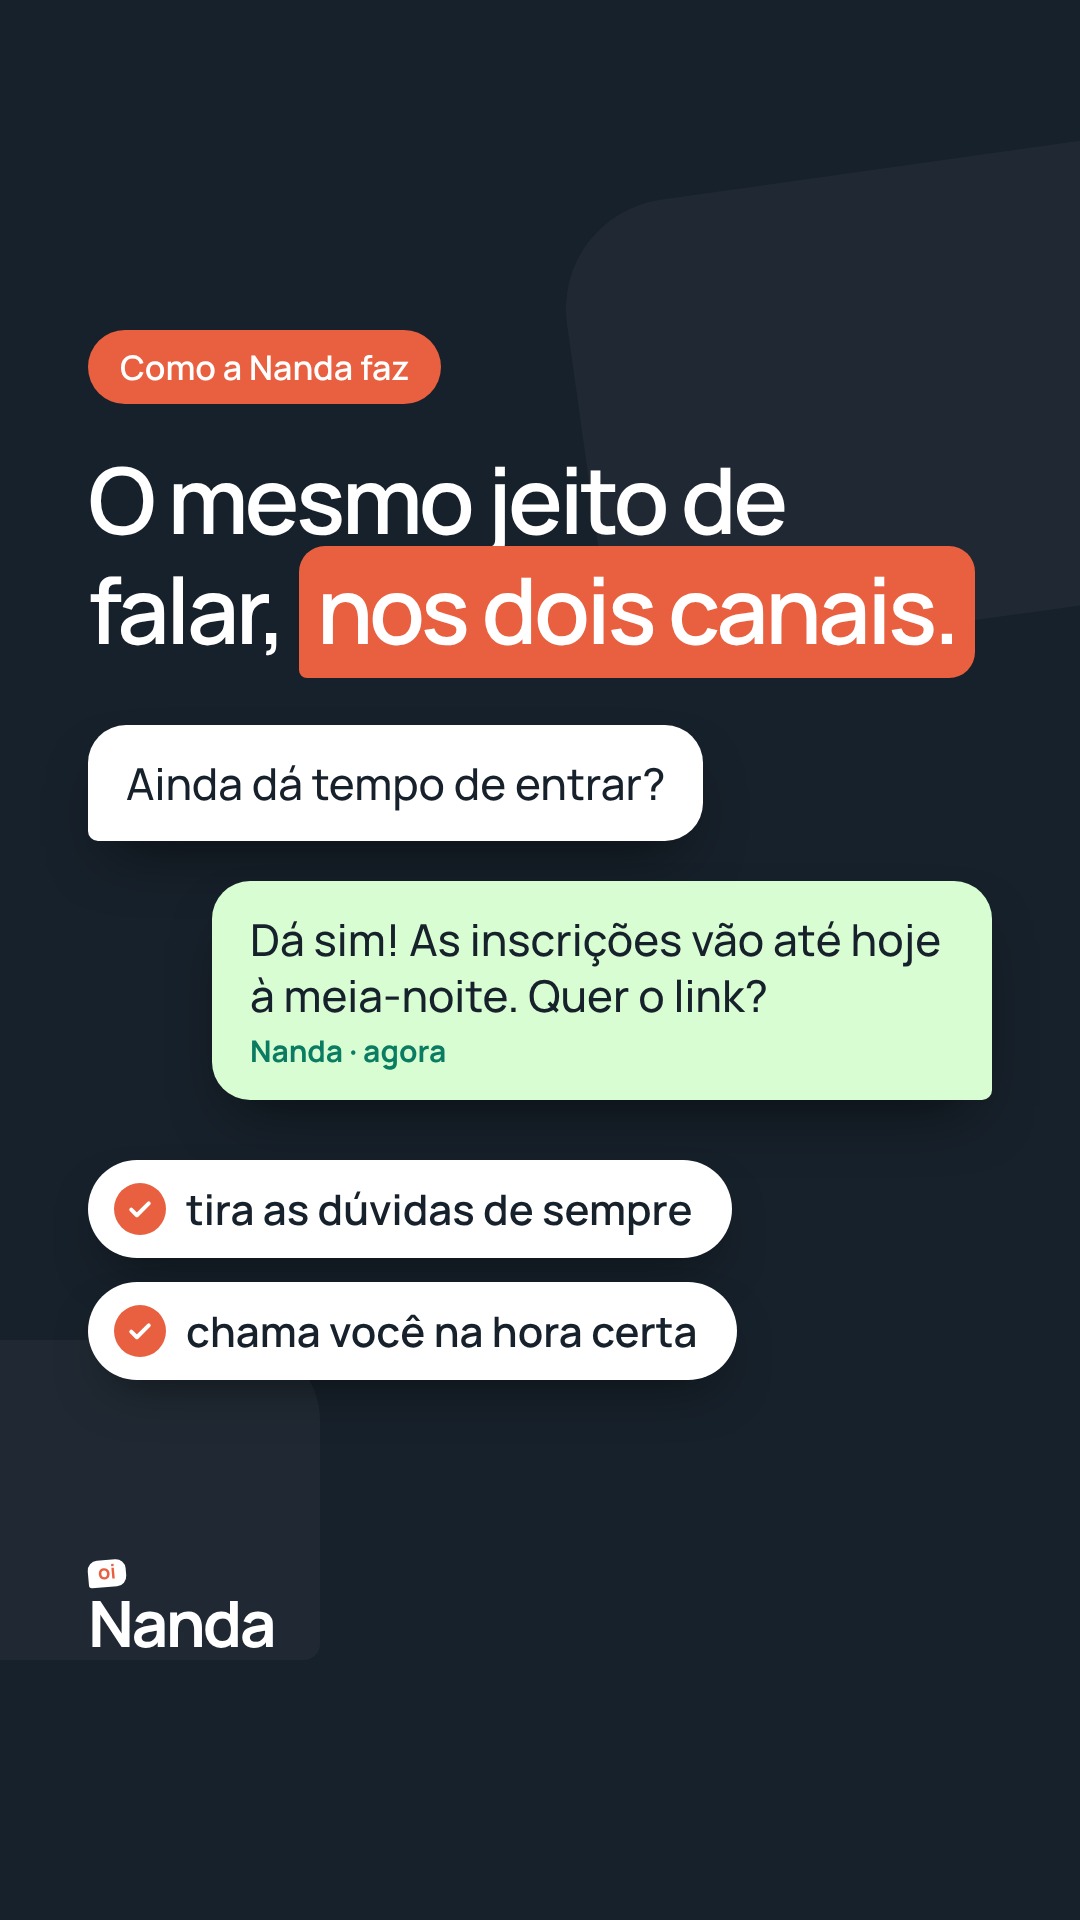 Como a Nanda faz
O mesmo jeito de
falar, nos dois canais.
Ainda dá tempo de entrar?
Dá sim! As inscrições vão até hoje
à meia-noite. Quer o link?
Nanda · agora
tira as dúvidas de sempre
chama você na hora certa
oi
Nanda